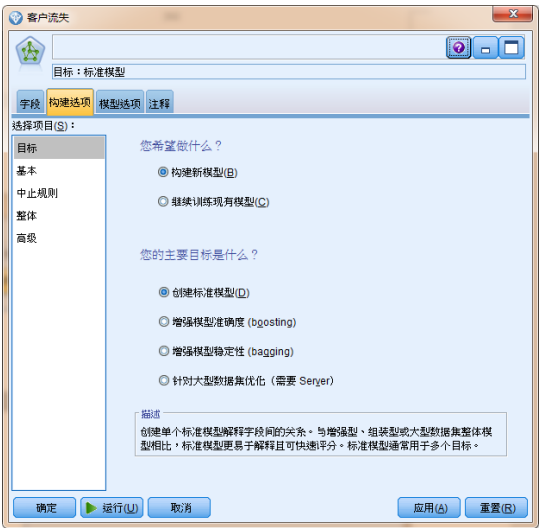 客户流失
目标：标准模型
字段 构建选项 模型选项 注释
选择项目(S)：
目标
基本
中止规则
整体
高级
您希望做什么？
构建新模型(B)
继续训练现有模型(C)
您的主要目标是什么？
创建标准模型(D)
增强模型准确度 (boosting)
增强模型稳定性 (bagging)
针对大型数据集优化（需要 Server）
描述
创建单个标准模型解释字段间的关系。与增强型、组装型或大型数据集整体模
型相比，标准模型更易于解释且可快速评分。标准模型通常用于多个目标。
确定 运行(U) 取消 应用(A) 重置(R)